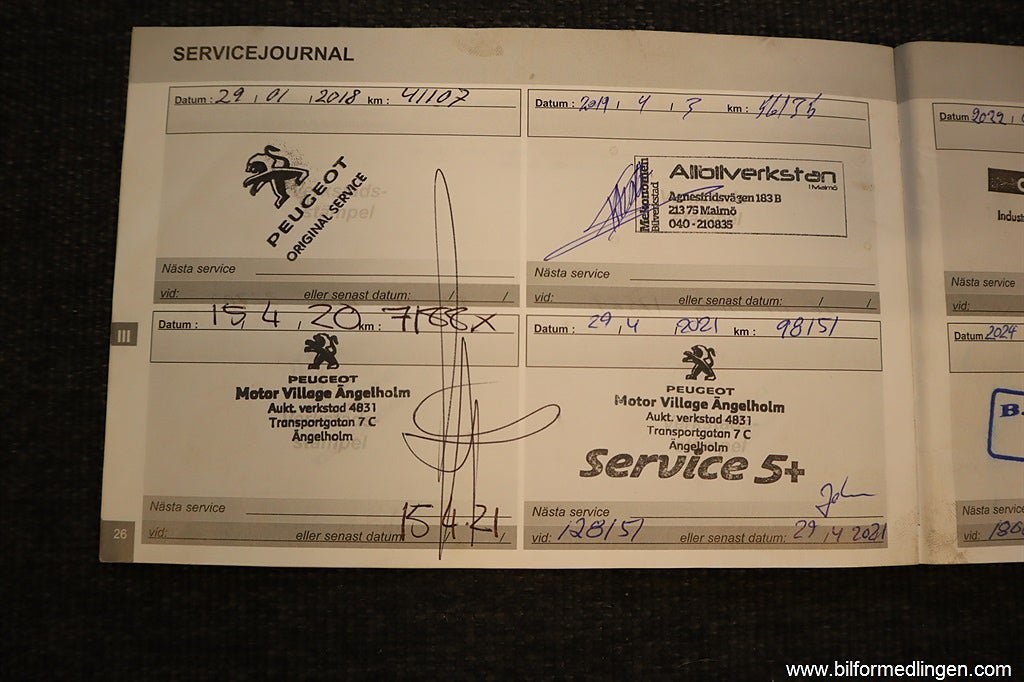 SERVICEJOURNAL
Datum : 29 , 01 , 2018 km : 41107
PEUGEOT
ORIGINAL SERVICE
Nästa service
vid: eller senast datum: / /
Datum : 2019 , 4 , 3 km :
Mekonomen
Bilverkstad
Allbilverkstan
i Malmö
Agnesfridsvägen 183 B
213 75 Malmö
040 - 210835
Nästa service
vid: eller senast datum: / /
III
Datum : 15, 4 , 20 km :
PEUGEOT
Motor Village Ängelholm
Aukt. verkstad 4831
Transportgatan 7 C
Ängelholm
Nästa service
vid: eller senast datum: 15 4.21
Datum : 29 , 4 2021 km : 98151
PEUGEOT
Motor Village Ängelholm
Aukt. verkstad 4831
Transportgatan 7 C
Ängelholm
Service 5+
Nästa service
vid: 128151 eller senast datum: 29 , 4 2021
26
Datum 2022
Indust
Nästa service
vid:
Datum 2024
Nästa service
vid:
www.bilformedlingen.com